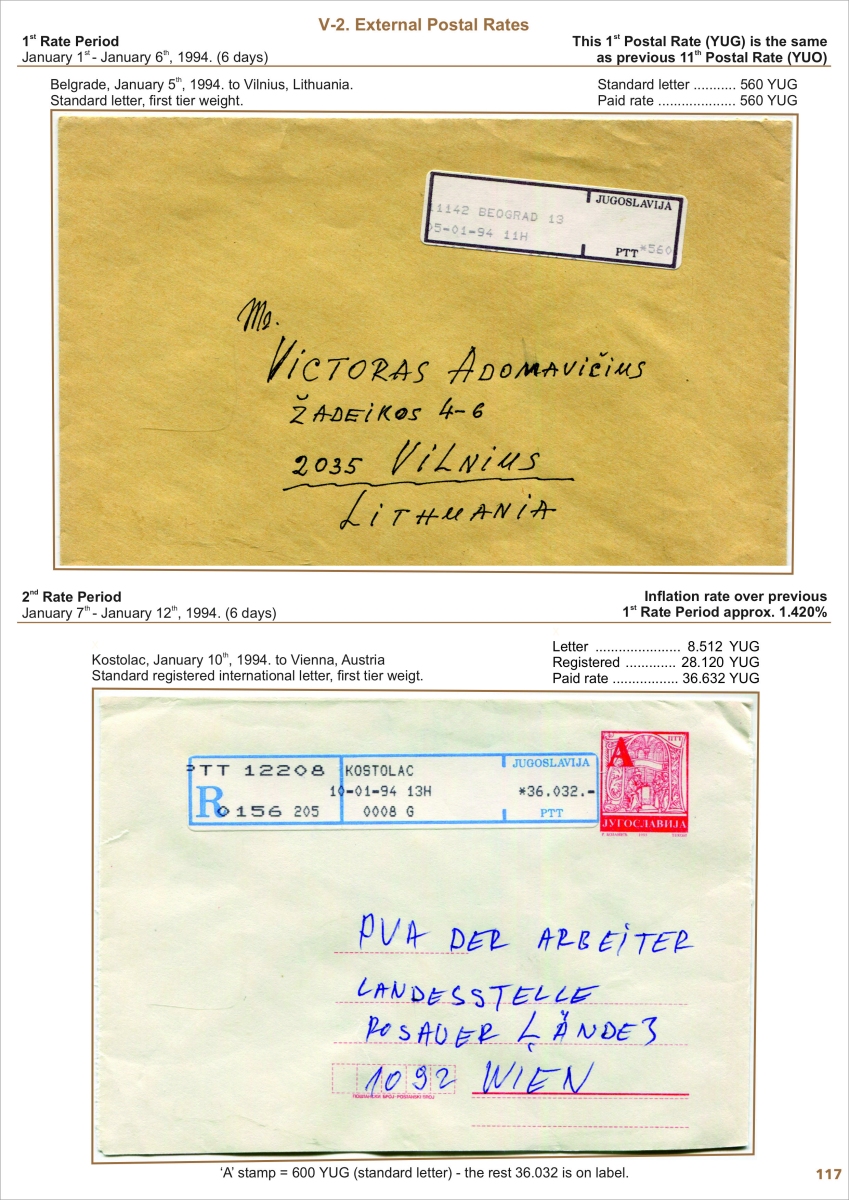 V-2. External Postal Rates
1st Rate Period
January 1st - January 6th, 1994. (6 days)
This 1st Postal Rate (YUG) is the same
as previous 11th Postal Rate (YUO)
Belgrade, January 5th, 1994. to Vilnius, Lithuania.
Standard letter, first tier weight.
Standard letter ........... 560 YUG
Paid rate .................... 560 YUG
JUGOSLAVIJA
11142 BEOGRAD 13
05-01-94 11H
PTT *560
VICTORAS ADOMAVIČIUS
ŽADEIKOS 4-6
2035 VILNIUS
LITHUANIA
2nd Rate Period
January 7th - January 12th, 1994. (6 days)
Inflation rate over previous
1st Rate Period approx. 1.420%
Kostolac, January 10th, 1994. to Vienna, Austria
Standard registered international letter, first tier weigt.
Letter ...................... 8.512 YUG
Registered ............. 28.120 YUG
Paid rate ................. 36.632 YUG
PTT 12208
R 0156 205
KOSTOLAC
10-01-94 13H
0008 G
JUGOSLAVIJA
*36.032.-
PTT
A
ПТТ
ЈУГОСЛАВИЈА
PVA DER ARBEITER
LANDESSTELLE
ROSAUER LÄNDE 3
1092 WIEN
ПОШТАНСКИ БРОЈ-POŠTANSKI BROJ
‘A’ stamp = 600 YUG (standard letter) - the rest 36.032 is on label.
117